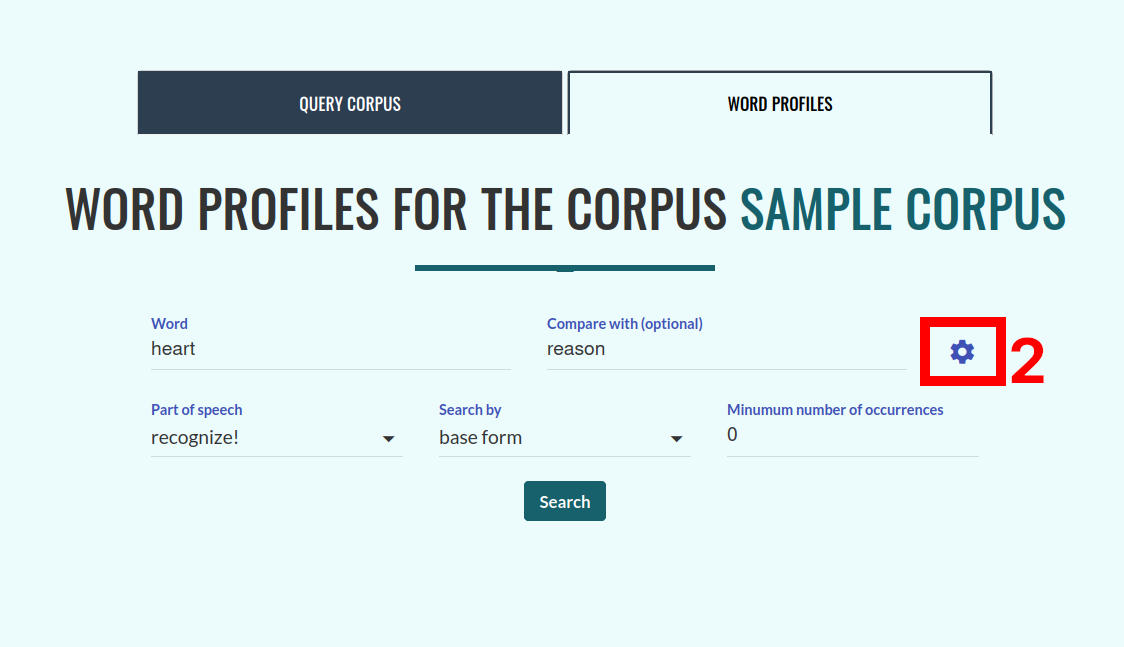 QUERY CORPUS
WORD PROFILES
WORD PROFILES FOR THE CORPUS SAMPLE CORPUS
Word
Compare with (optional)
heart
reason
2
Part of speech
Search by
Minumum number of occurrences
recognize!
base form
0
Search